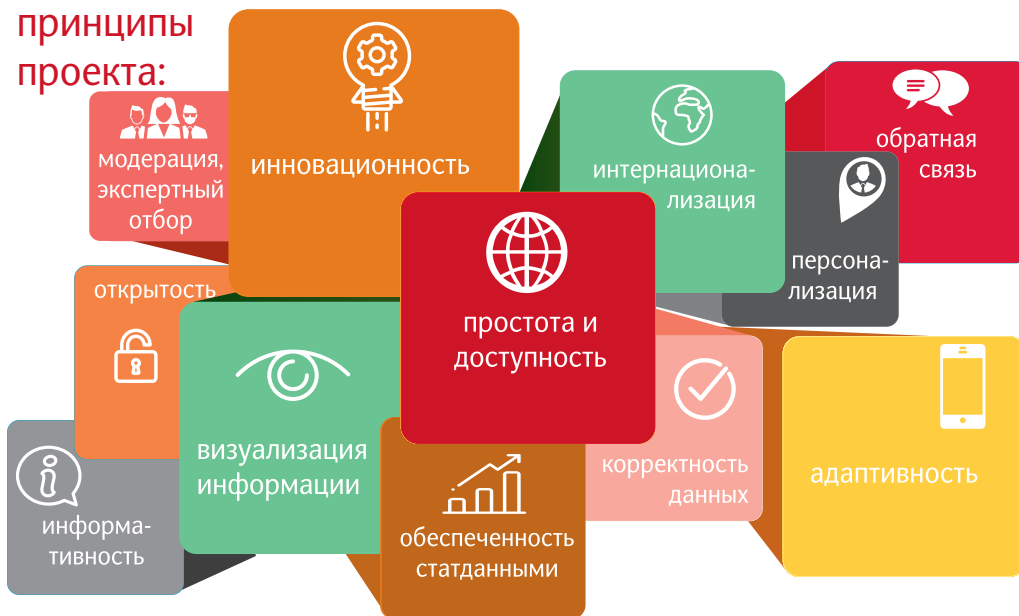 принципы
проекта:
модерация,
экспертный
отбор
инновационность
интернациона-
лизация
обратная
связь
персона-
лизация
открытость
простота и
доступность
визуализация
информации
корректность
данных
адаптивность
информа-
тивность
обеспеченность
статданными